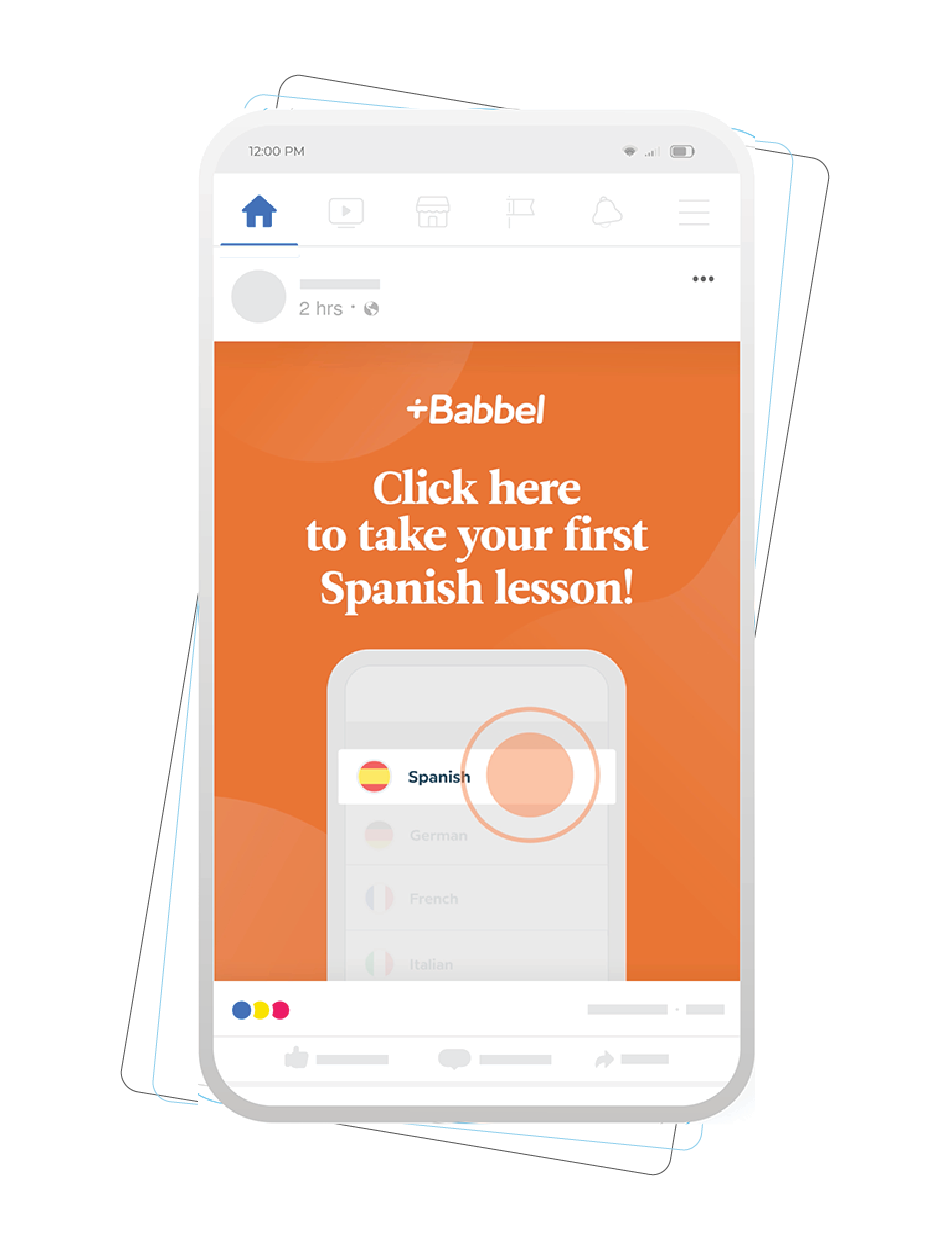 12:00 PM
2 hrs ·
+Babbel
Click here
to take your first
Spanish lesson!
Spanish
German
French
Italian